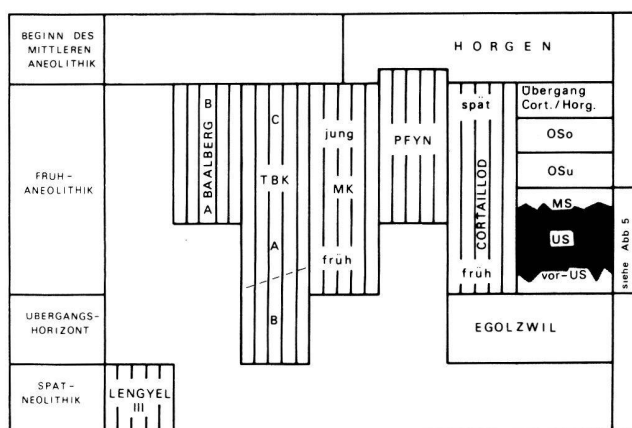 BEGINN DES
MITTLEREN
ANEOLITHIK
HORGEN
FRÜH-
ANEOLITHIK
B
BAALBERG
A
C
TBK
A
B
jung
MK
früh
PFYN
spät
CORTAILLOD
früh
Übergang
Cort./Horg.
OSo
OSu
MS
US
vor-US
siehe Abb 5
ÜBERGANGS-
HORIZONT
EGOLZWIL
SPÄT-
NEOLITHIK
LENGYEL
III